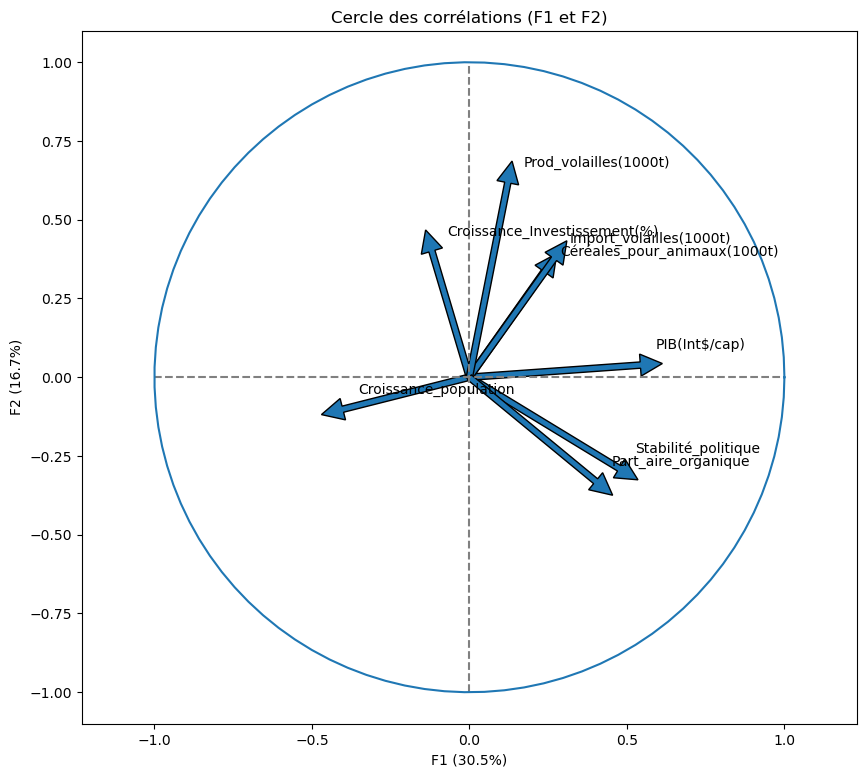 Cercle des corrélations (F1 et F2)
1.00
0.75
0.50
0.25
0.00
−0.25
−0.50
−0.75
−1.00
F2 (16.7%)
Prod_volailles(1000t)
Croissance_Investissement(%)
Import_volailles(1000t)
Céréales_pour_animaux(1000t)
PIB(Int$/cap)
Croissance_population
Stabilité_politique
Part_aire_organique
−1.0
−0.5
0.0
0.5
1.0
F1 (30.5%)